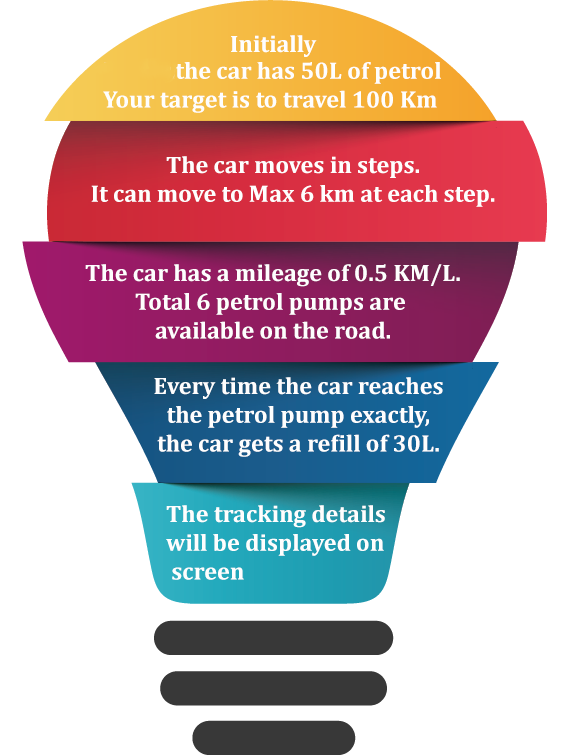 Initially
the car has 50L of petrol
Your target is to travel 100 Km
The car moves in steps.
It can move to Max 6 km at each step.
The car has a mileage of 0.5 KM/L.
Total 6 petrol pumps are
available on the road.
Every time the car reaches
the petrol pump exactly,
the car gets a refill of 30L.
The tracking details
will be displayed on
screen